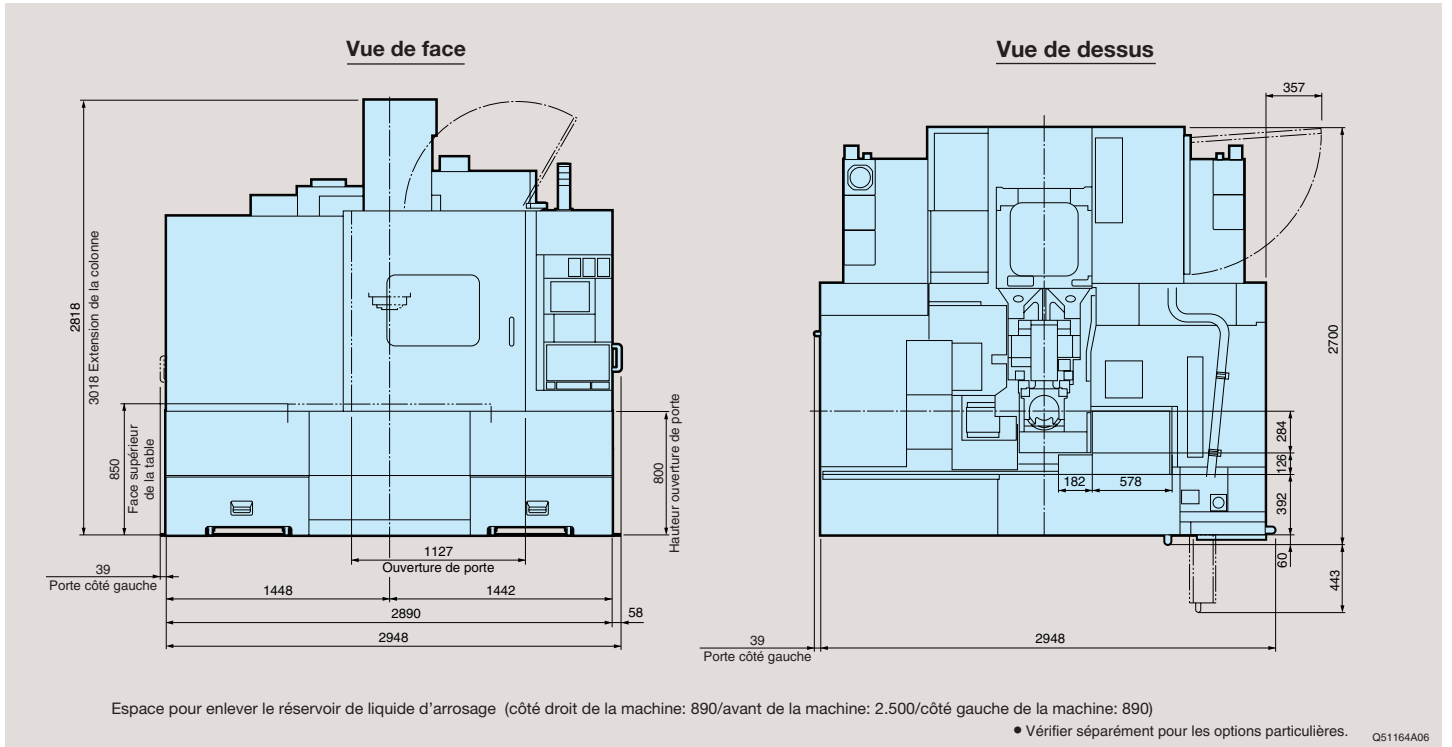 Vue de face
Vue de dessus
2818
3018 Extension de la colonne
850
Face supérieur
de la table
800
Hauteur ouverture de porte
1127
Ouverture de porte
39
Porte côté gauche
1448
1442
2890
58
2948
357
2700
284
126
392
182
578
60
443
39
Porte côté gauche
2948
Espace pour enlever le réservoir de liquide d'arrosage (côté droit de la machine: 890/avant de la machine: 2.500/côté gauche de la machine: 890)
• Vérifier séparément pour les options particulières.
Q51164A06